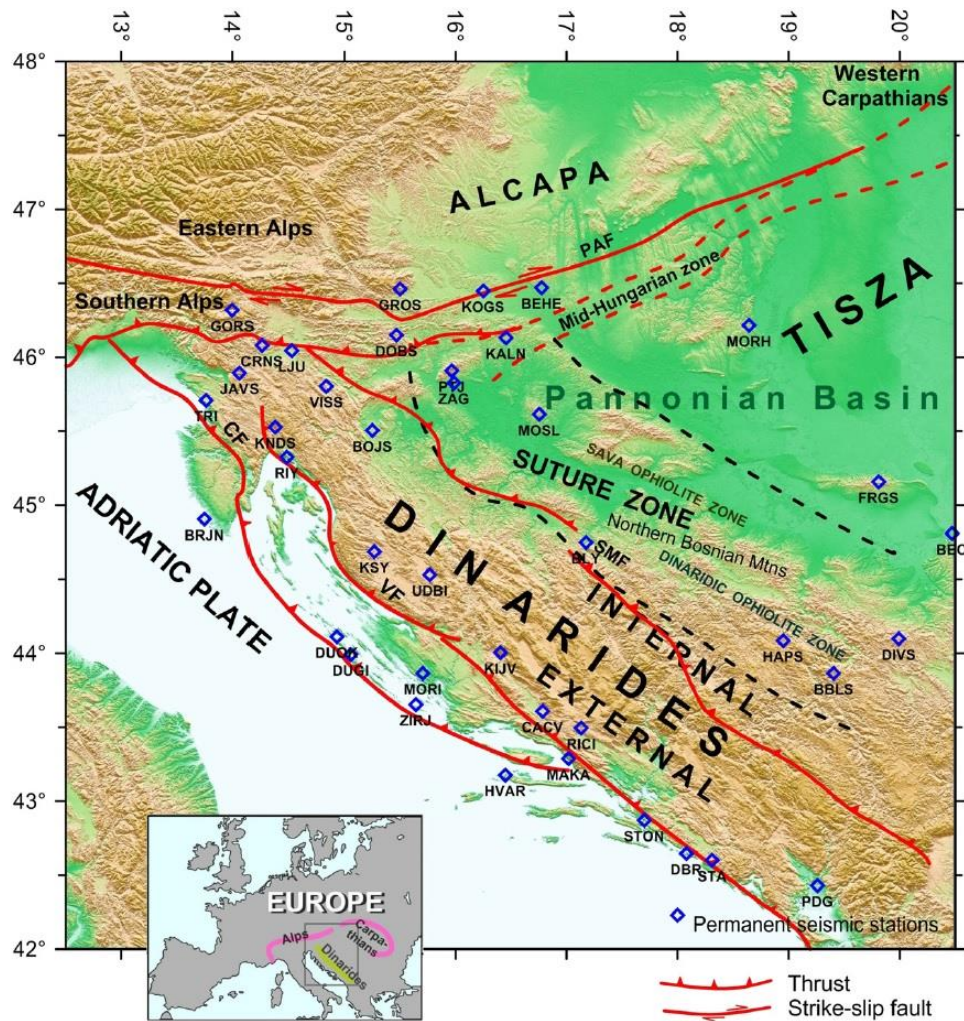 13° 14° 15° 16° 17° 18° 19° 20°
48°
47°
46°
45°
44°
43°
42°
Western
Carpathians
ALCAPA
Eastern Alps
PAF
Mid-Hungarian zone
TISZA
Southern Alps
GROS
KOGS
BEHE
GORS
DOBS
KALN
MORH
CRNS
LJU
JAVS
VISS
PTJ
ZAG
Pannonian Basin
TRI
CF
KNDS
BOJS
MOSL
RIY
SAVA OPHIOLITE ZONE
SUTURE ZONE
FRGS
Northern Bosnian Mtns
BRJN
BEO
ADRIATIC PLATE
DINARIDES
BLY
SMF
DINARIDIC OPHIOLITE ZONE
KSY
UDBI
VF
INTERNAL
EXTERNAL
DUOK
DUGI
KIJV
HAPS
DIVS
MORI
BBLS
ZIRJ
CACV
RICI
MAKA
HVAR
STON
DBR
STA
PDG
Permanent seismic stations
EUROPE
Alps
Carpa-
thians
Dinarides
Thrust
Strike-slip fault